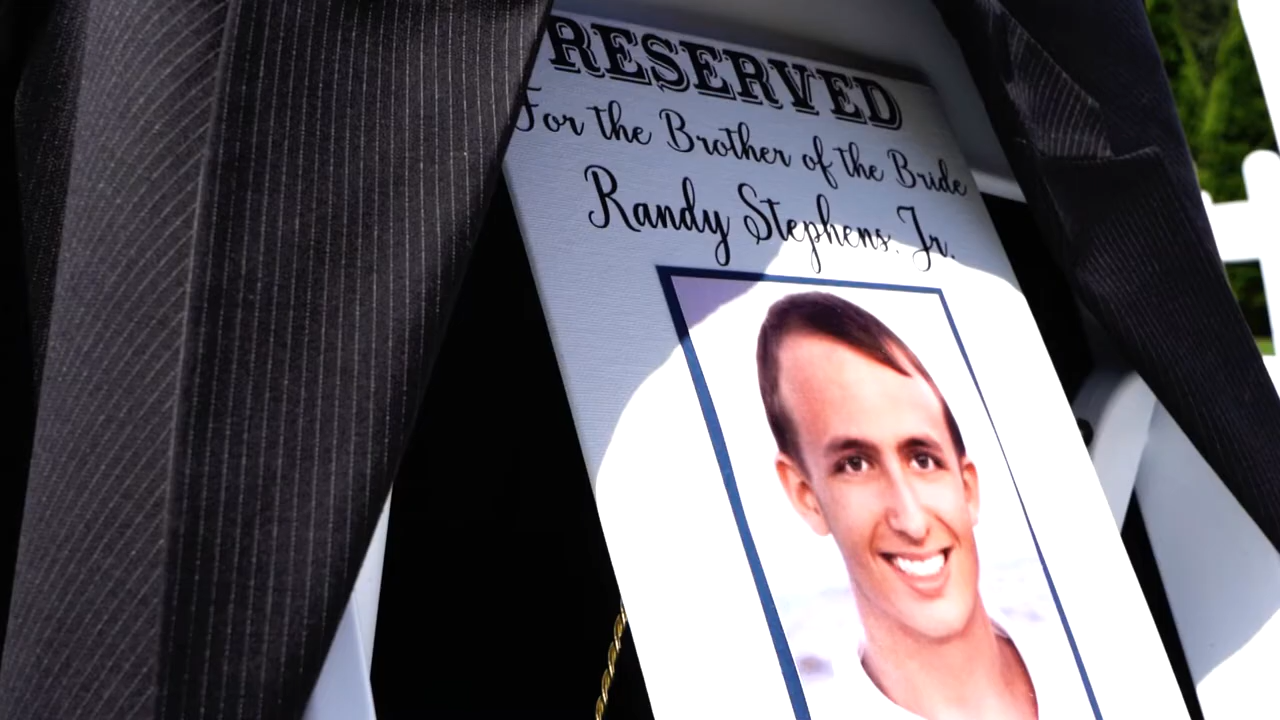 RESERVED
For the Brother of the Bride
Randy Stephens, Jr.